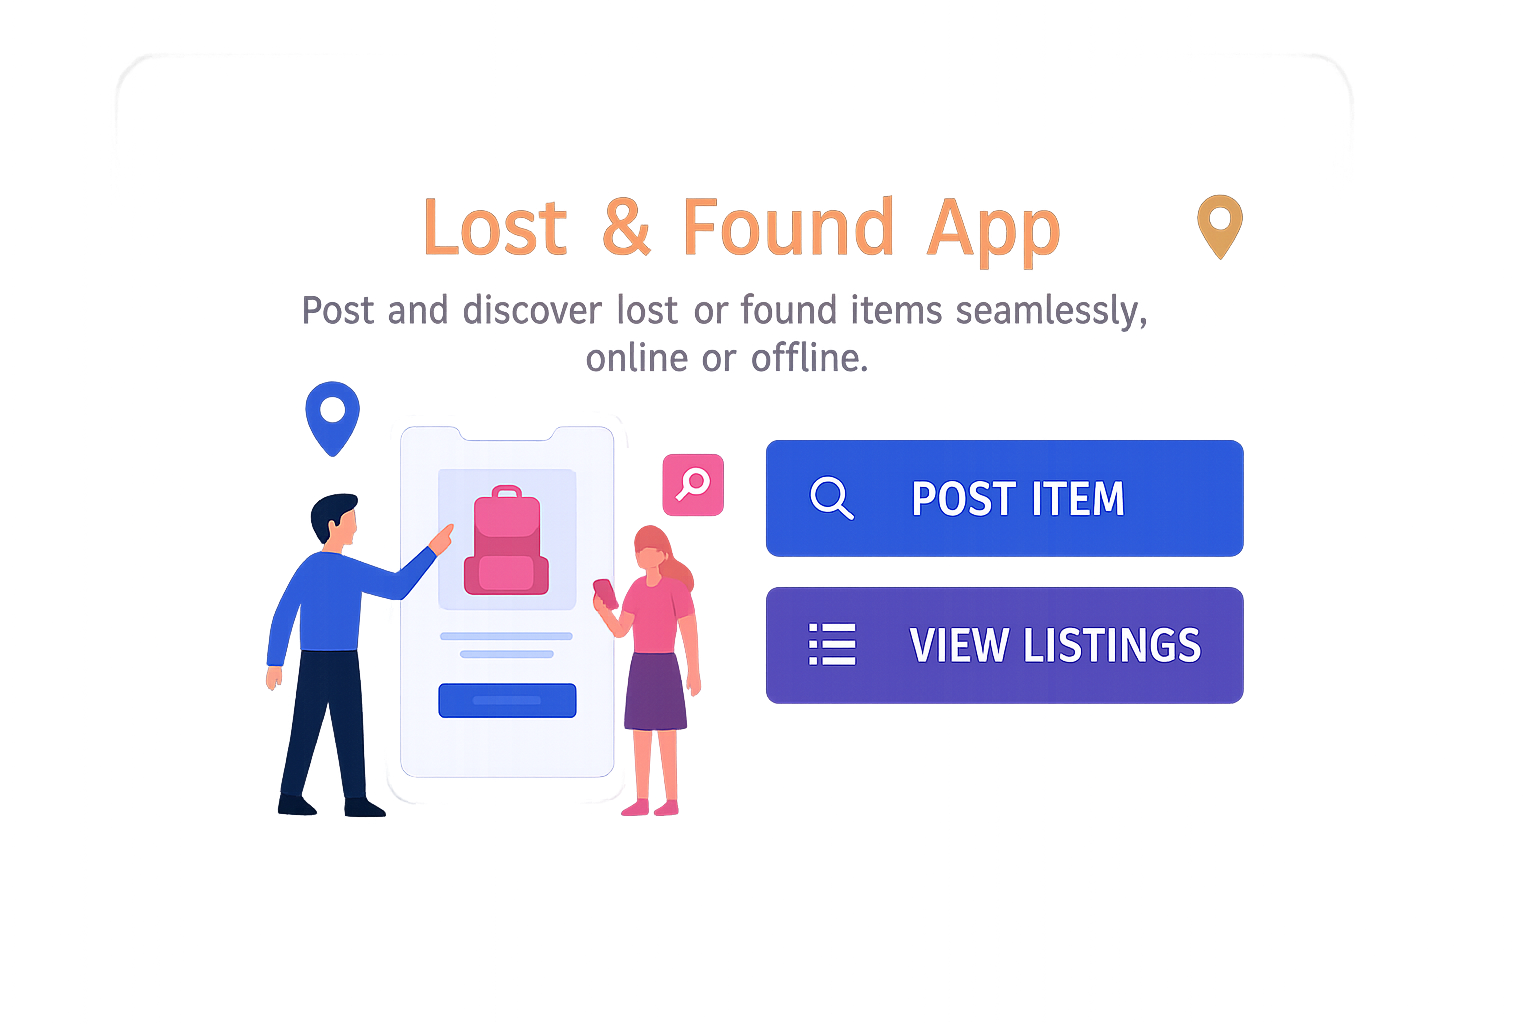 Lost & Found App
Post and discover lost or found items seamlessly,
online or offline.
POST ITEM
VIEW LISTINGS